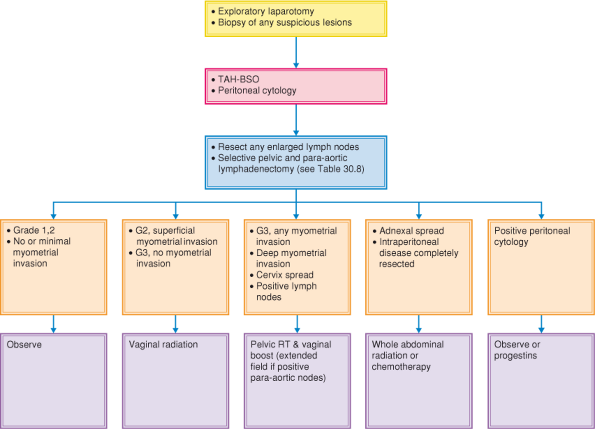 • Exploratory laparotomy
• Biopsy of any suspicious lesions
• TAH-BSO
• Peritoneal cytology
• Resect any enlarged lymph nodes
• Selective pelvic and para-aortic
lymphadenectomy (see Table 30.8)
• Grade 1,2
• No or minimal
myometrial
invasion
• G2, superficial
myometrial invasion
• G3, no myometrial
invasion
• G3, any myometrial
invasion
• Deep myometrial
invasion
• Cervix spread
• Positive lymph
nodes
• Adnexal spread
• Intraperitoneal
disease completely
resected
Positive peritoneal
cytology
Observe
Vaginal radiation
Pelvic RT & vaginal
boost (extended
field if positive
para-aortic nodes)
Whole abdominal
radiation or
chemotherapy
Observe or
progestins